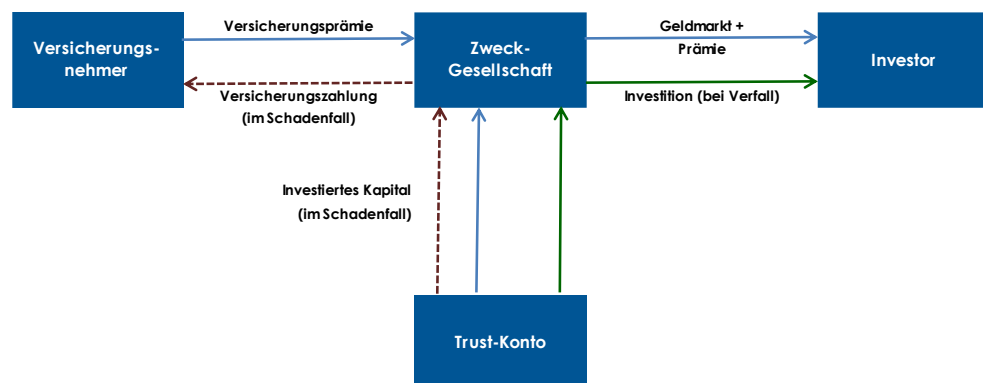 Versicherungs-
nehmer
Versicherungsprämie
Versicherungszahlung
(im Schadenfall)
Zweck-
Gesellschaft
Geldmarkt +
Prämie
Investition (bei Verfall)
Investor
Investiertes Kapital
(im Schadenfall)
Trust-Konto